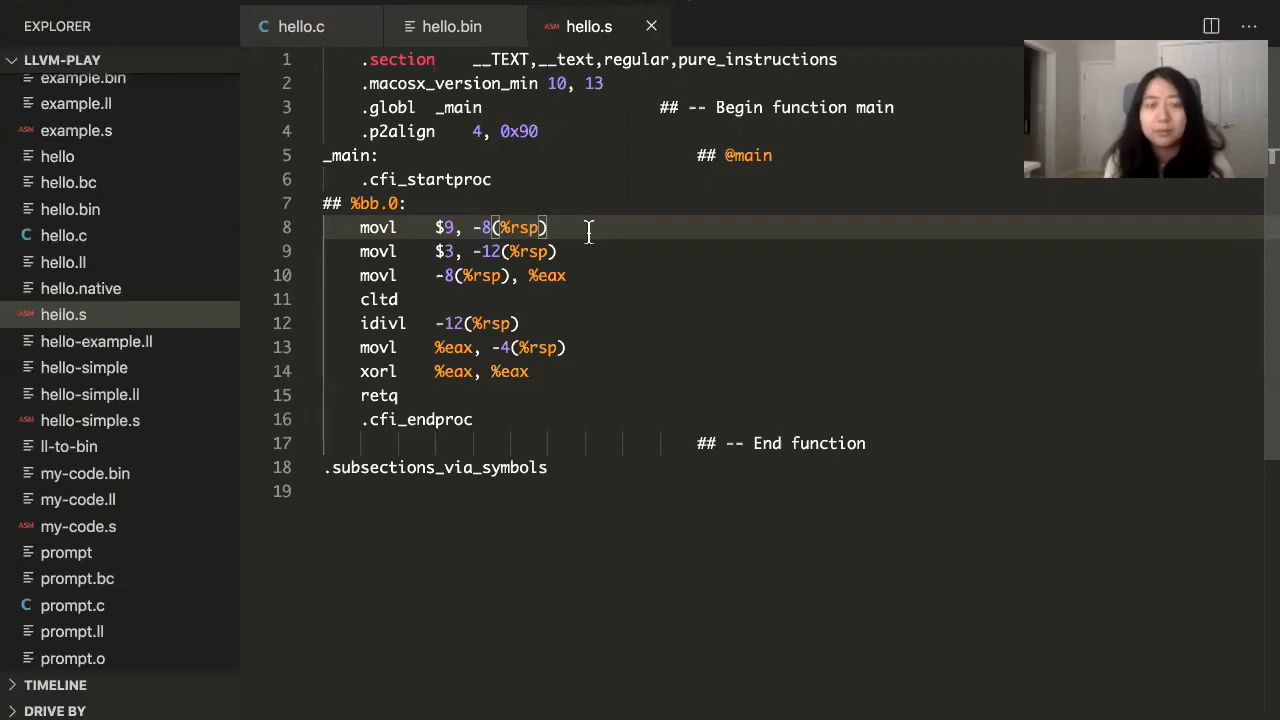 EXPLORER
LLVM-PLAY
example.bin
example.ll
ASM example.s
hello
hello.bc
hello.bin
C hello.c
hello.ll
hello.native
ASM hello.s
hello-example.ll
hello-simple
hello-simple.ll
ASM hello-simple.s
ll-to-bin
my-code.bin
my-code.ll
ASM my-code.s
prompt
prompt.bc
C prompt.c
prompt.ll
prompt.o
TIMELINE
DRIVE BY
C hello.c
hello.bin
ASM hello.s
1 .section __TEXT,__text,regular,pure_instructions
2 .macosx_version_min 10, 13
3 .globl _main ## -- Begin function main
4 .p2align 4, 0x90
5 _main: ## @main
6 .cfi_startproc
7 ## %bb.0:
8 movl $9, -8(%rsp)
9 movl $3, -12(%rsp)
10 movl -8(%rsp), %eax
11 cltd
12 idivl -12(%rsp)
13 movl %eax, -4(%rsp)
14 xorl %eax, %eax
15 retq
16 .cfi_endproc
17 ## -- End function
18 .subsections_via_symbols
19